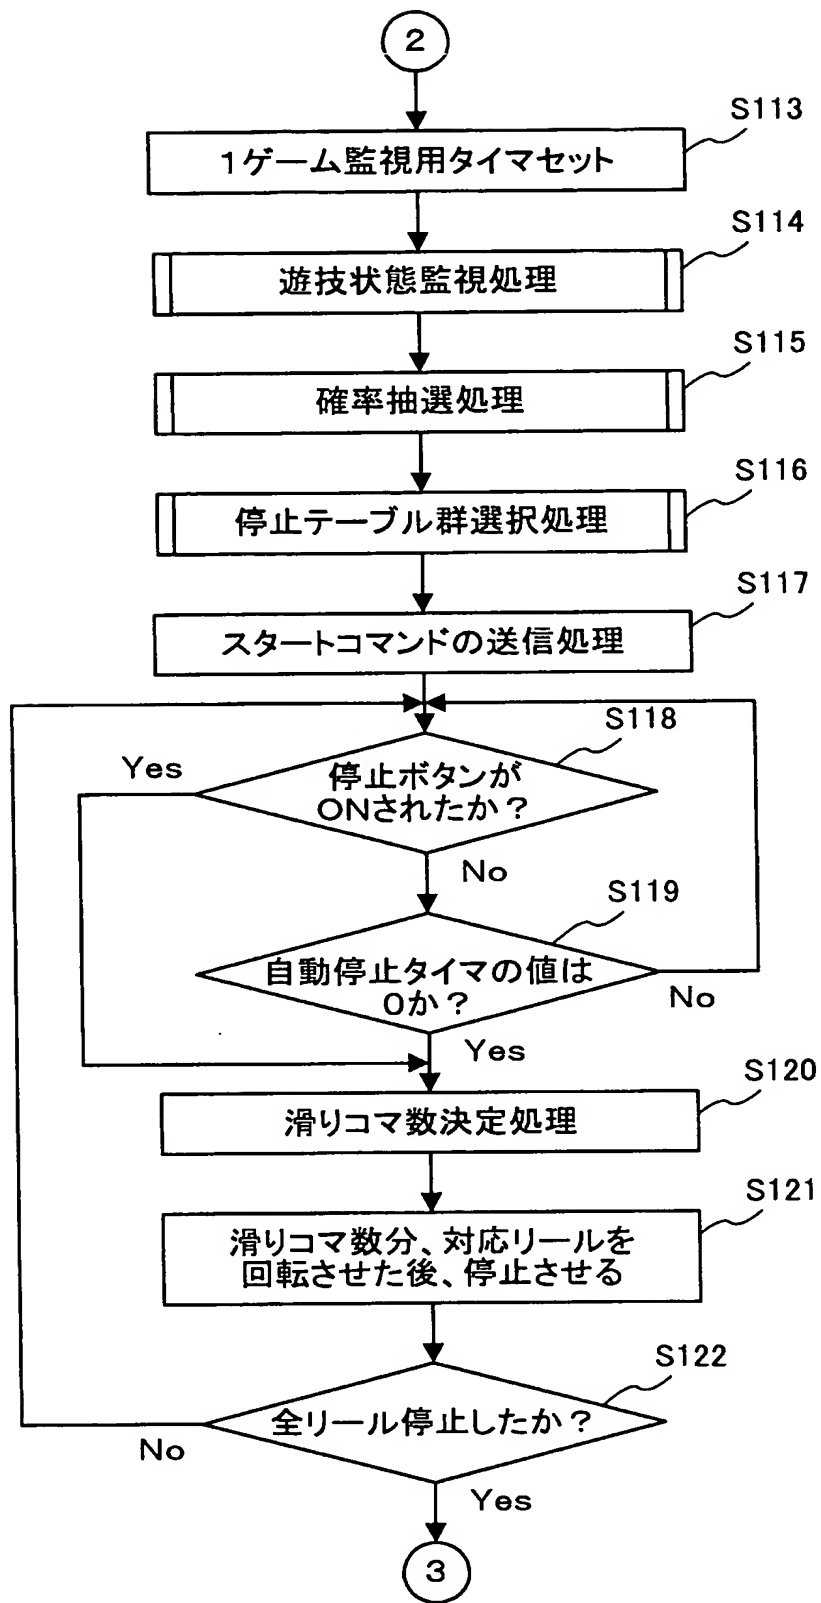 2
S113
1ゲーム監視用タイマセット
S114
遊技状態監視処理
S115
確率抽選処理
S116
停止テーブル群選択処理
S117
スタートコマンドの送信処理
S118
Yes
停止ボタンが
ONされたか?
No
S119
自動停止タイマの値は
0か?
No
Yes
S120
滑りコマ数決定処理
S121
滑りコマ数分、対応リールを
回転させた後、停止させる
S122
全リール停止したか?
No
Yes
3